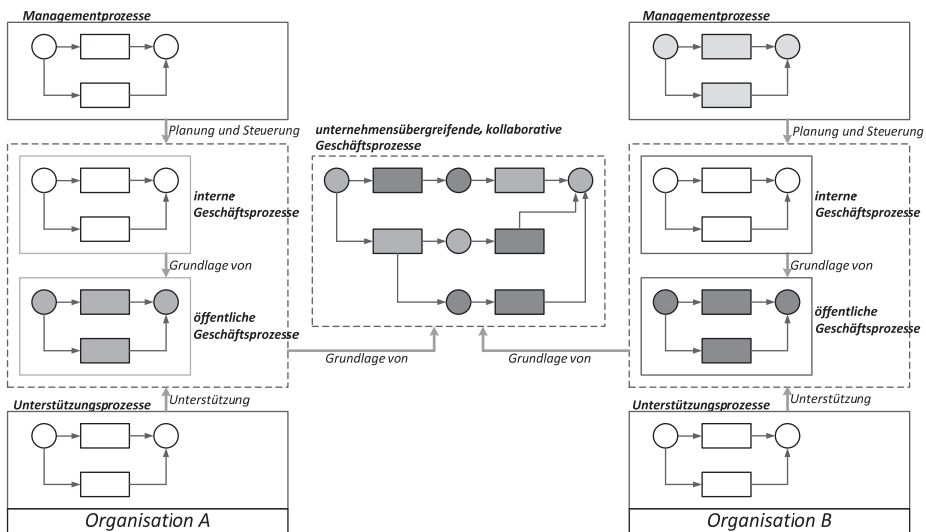 Managementprozesse
Planung und Steuerung
interne
Geschäftsprozesse
Grundlage von
öffentliche
Geschäftsprozesse
Unterstützung
Unterstützungsprozesse
Organisation A
unternehmensübergreifende, kollaborative
Geschäftsprozesse
Grundlage von
Grundlage von
Managementprozesse
Planung und Steuerung
interne
Geschäftsprozesse
Grundlage von
öffentliche
Geschäftsprozesse
Unterstützung
Unterstützungsprozesse
Organisation B